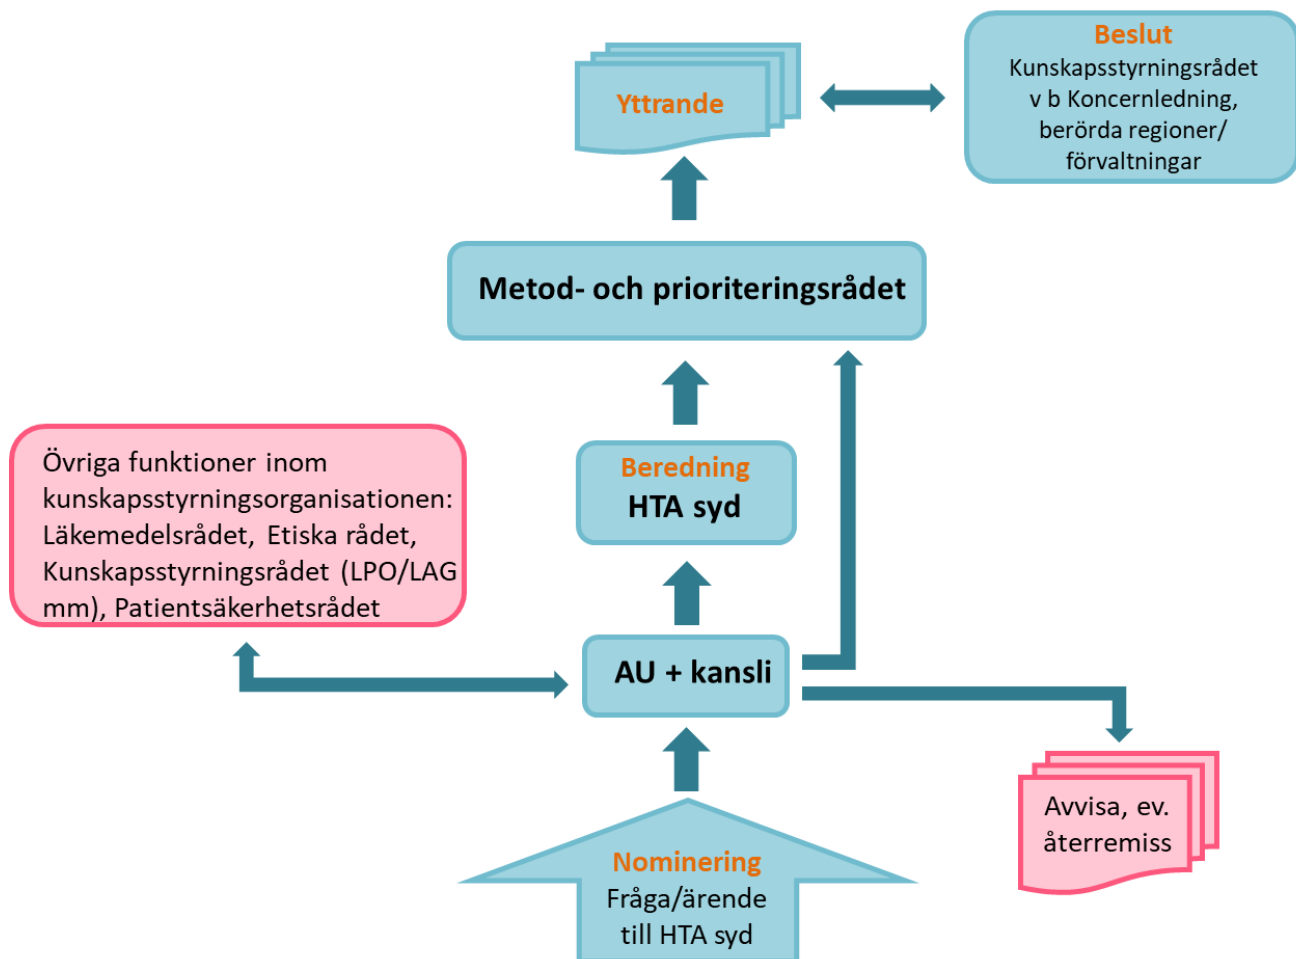 Beslut
Kunskapsstyrningsrådet
v b Koncernledning,
berörda regioner/
förvaltningar
Yttrande
Metod- och prioriteringsrådet
Beredning
HTA syd
Övriga funktioner inom
kunskapsstyrningsorganisationen:
Läkemedelsrådet, Etiska rådet,
Kunskapsstyrningsrådet (LPO/LAG
mm), Patientsäkerhetsrådet
AU + kansli
Avvisa, ev.
återremiss
Nominering
Fråga/ärende
till HTA syd